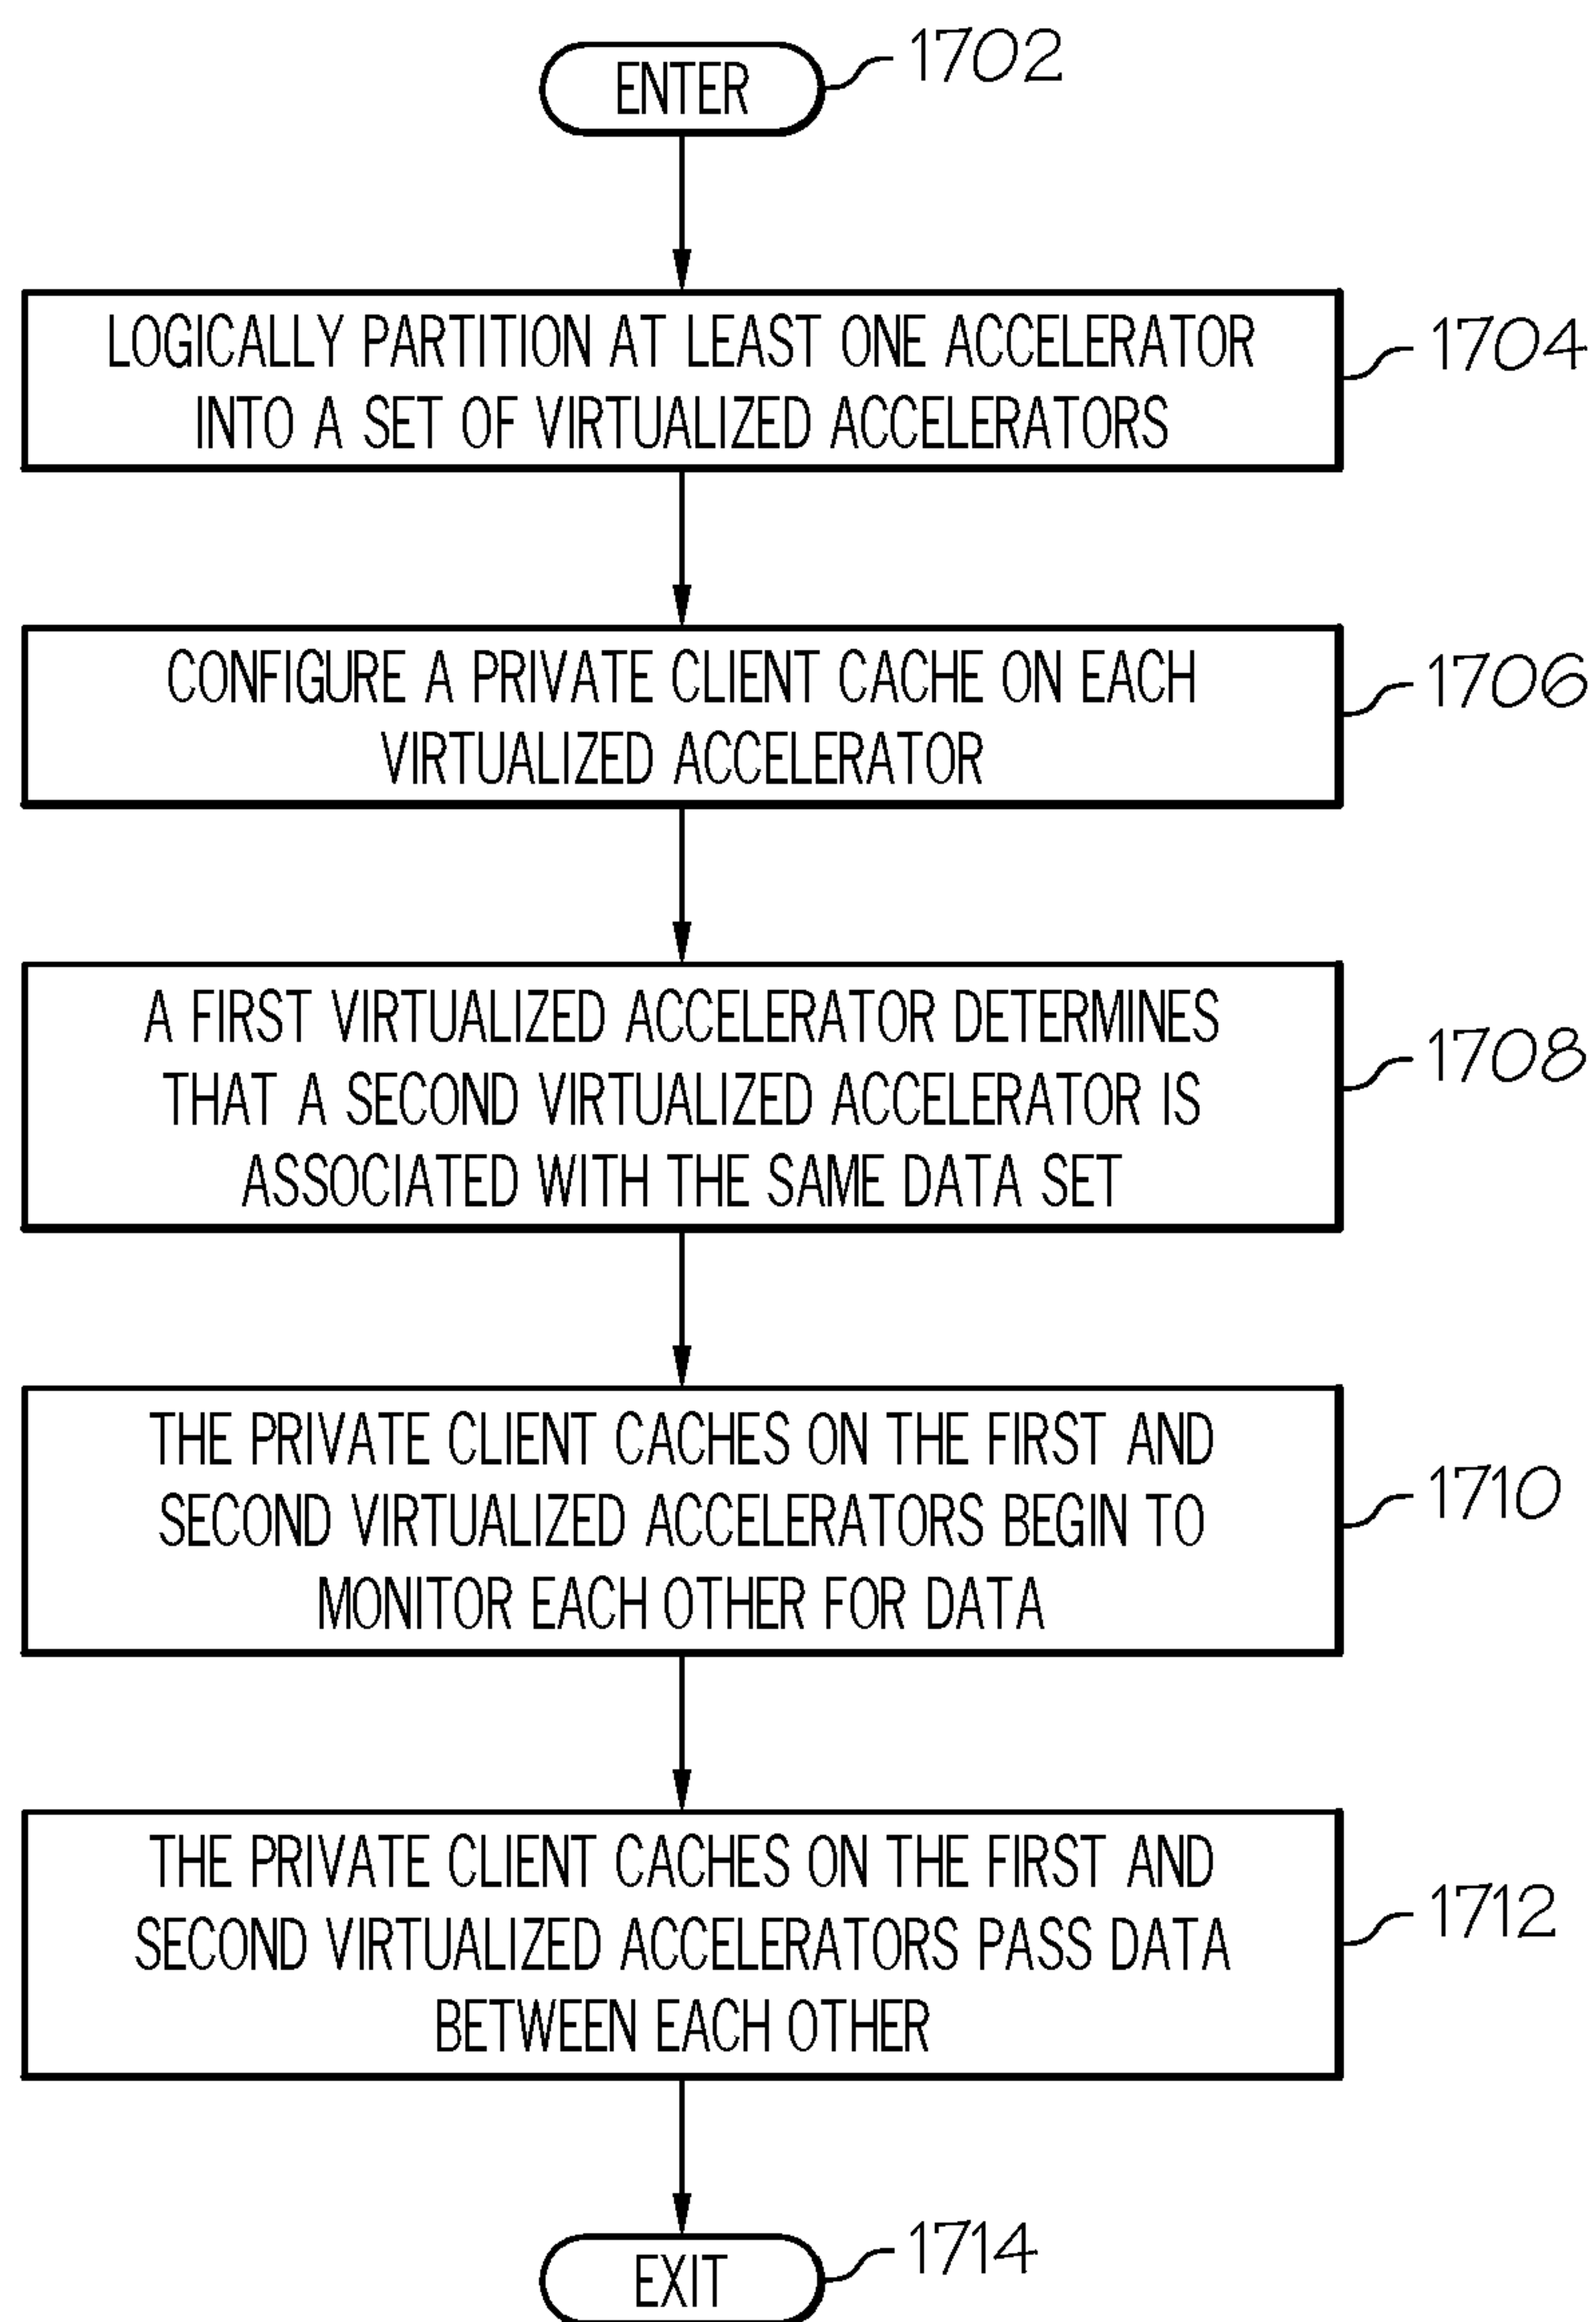 ENTER
1702
LOGICALLY PARTITION AT LEAST ONE ACCELERATOR
INTO A SET OF VIRTUALIZED ACCELERATORS
1704
CONFIGURE A PRIVATE CLIENT CACHE ON EACH
VIRTUALIZED ACCELERATOR
1706
A FIRST VIRTUALIZED ACCELERATOR DETERMINES
THAT A SECOND VIRTUALIZED ACCELERATOR IS
ASSOCIATED WITH THE SAME DATA SET
1708
THE PRIVATE CLIENT CACHES ON THE FIRST AND
SECOND VIRTUALIZED ACCELERATORS BEGIN TO
MONITOR EACH OTHER FOR DATA
1710
THE PRIVATE CLIENT CACHES ON THE FIRST AND
SECOND VIRTUALIZED ACCELERATORS PASS DATA
BETWEEN EACH OTHER
1712
EXIT
1714